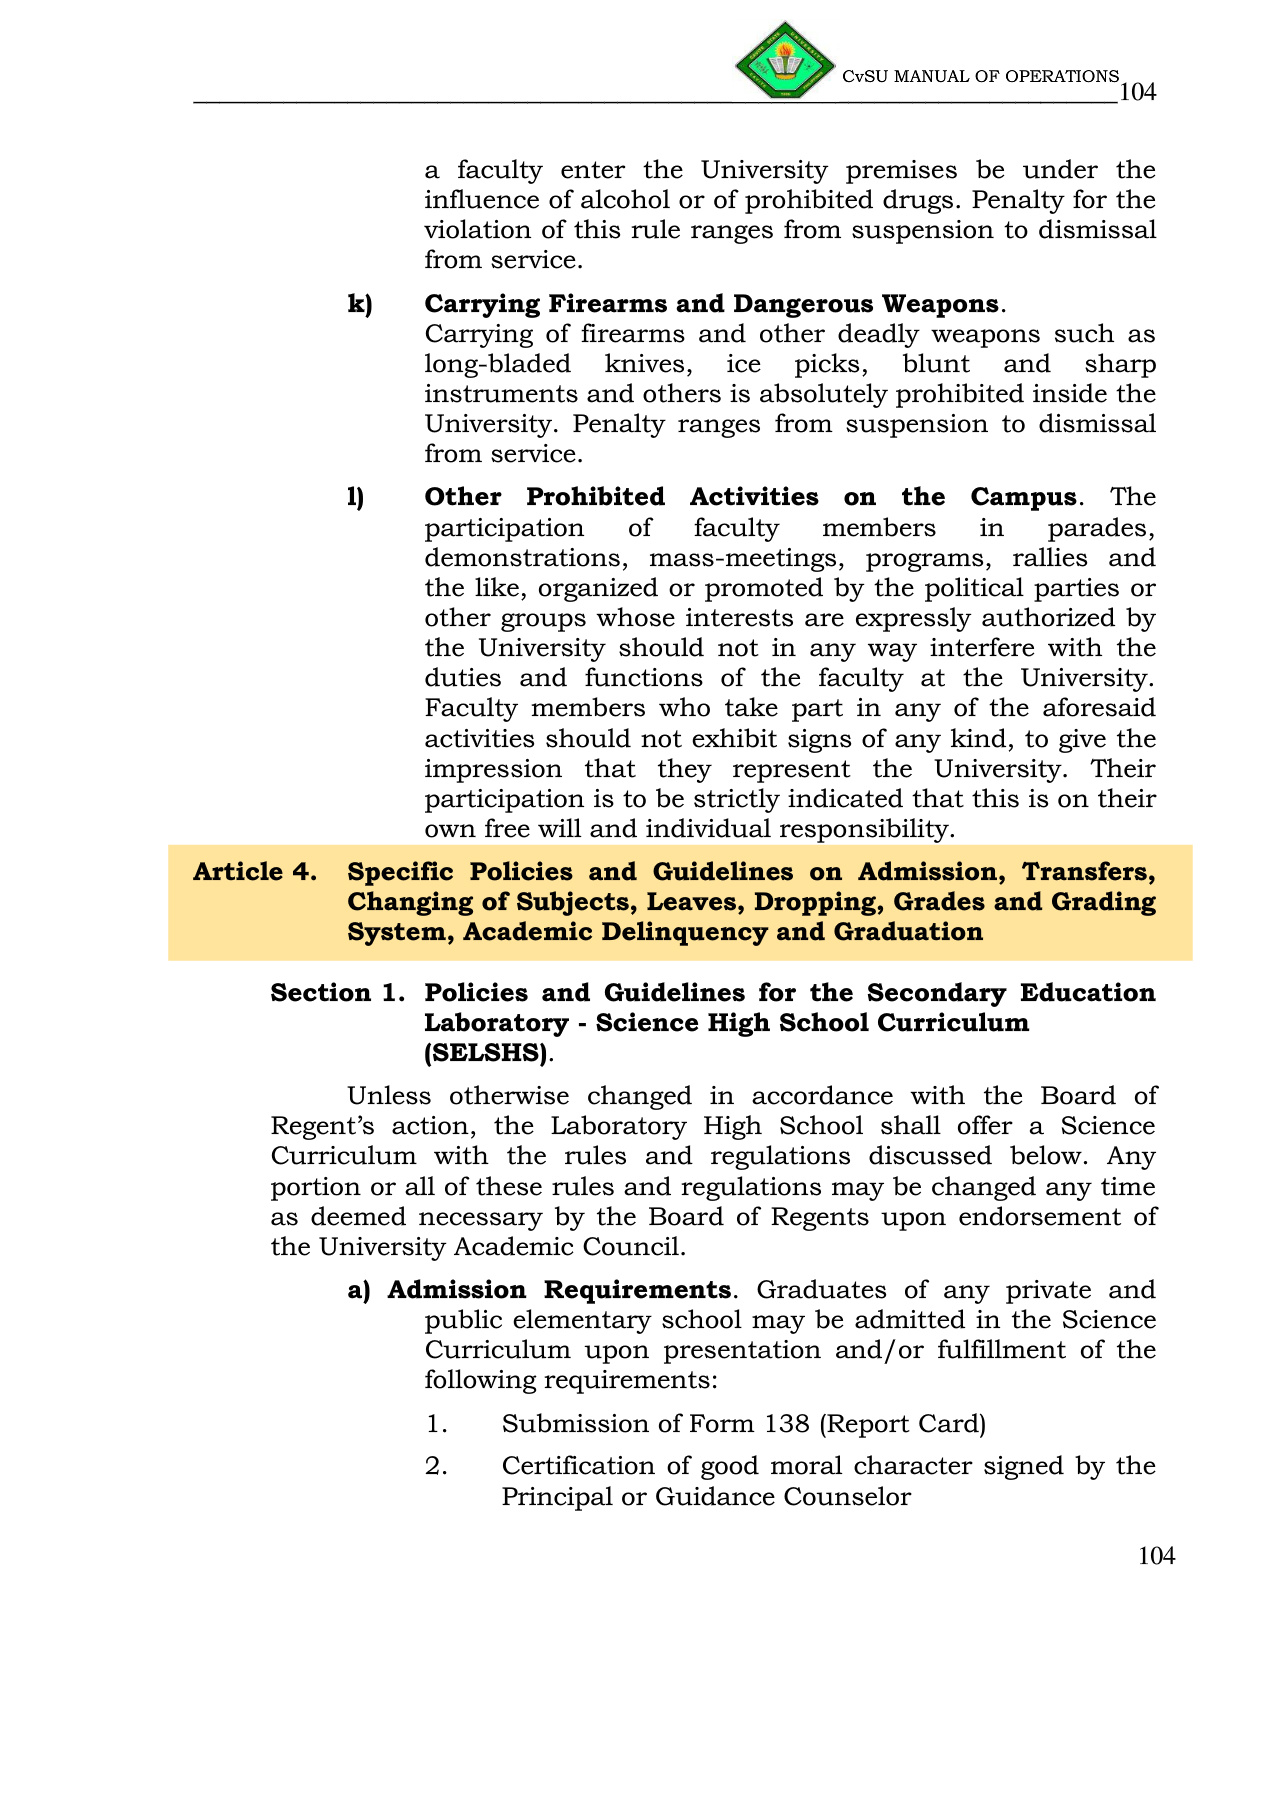 CvSU MANUAL OF OPERATIONS
104
a faculty enter the University premises be under the
influence of alcohol or of prohibited drugs. Penalty for the
violation of this rule ranges from suspension to dismissal
from service.
k) Carrying Firearms and Dangerous Weapons.
Carrying of firearms and other deadly weapons such as
long-bladed knives, ice picks, blunt and sharp
instruments and others is absolutely prohibited inside the
University. Penalty ranges from suspension to dismissal
from service.
l) Other Prohibited Activities on the Campus. The
participation of faculty members in parades,
demonstrations, mass-meetings, programs, rallies and
the like, organized or promoted by the political parties or
other groups whose interests are expressly authorized by
the University should not in any way interfere with the
duties and functions of the faculty at the University.
Faculty members who take part in any of the aforesaid
activities should not exhibit signs of any kind, to give the
impression that they represent the University. Their
participation is to be strictly indicated that this is on their
own free will and individual responsibility.
Article 4. Specific Policies and Guidelines on Admission, Transfers,
Changing of Subjects, Leaves, Dropping, Grades and Grading
System, Academic Delinquency and Graduation
Section 1. Policies and Guidelines for the Secondary Education
Laboratory - Science High School Curriculum
(SELSHS).
Unless otherwise changed in accordance with the Board of
Regent’s action, the Laboratory High School shall offer a Science
Curriculum with the rules and regulations discussed below. Any
portion or all of these rules and regulations may be changed any time
as deemed necessary by the Board of Regents upon endorsement of
the University Academic Council.
a) Admission Requirements. Graduates of any private and
public elementary school may be admitted in the Science
Curriculum upon presentation and/or fulfillment of the
following requirements:
1. Submission of Form 138 (Report Card)
2. Certification of good moral character signed by the
Principal or Guidance Counselor
104